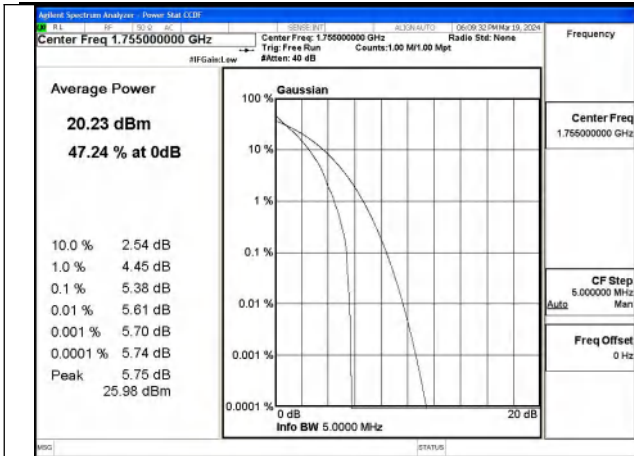 Agilent Spectrum Analyzer - Power Stat CCDF
RL RF 50 Ω AC SENSE:INT ALIGNAUTO 06:09:32 PM Mar 19, 2024
Center Freq 1.755000000 GHz
Center Freq: 1.755000000 GHz Radio Std: None
Trig: Free Run Counts:1.00 M/1.00 Mpt
#IFGain:Low #Atten: 40 dB
Frequency
Average Power
20.23 dBm
47.24 % at 0dB
10.0 % 2.54 dB
1.0 % 4.45 dB
0.1 % 5.38 dB
0.01 % 5.61 dB
0.001 % 5.70 dB
0.0001 % 5.74 dB
Peak 5.75 dB
25.98 dBm
Gaussian
100 %
10 %
1 %
0.1 %
0.01 %
0.001 %
0.0001 %
0 dB 20 dB
Info BW 5.0000 MHz
Center Freq
1.755000000 GHz
CF Step
5.000000 MHz
Auto Man
Freq Offset
0 Hz
MSG STATUS